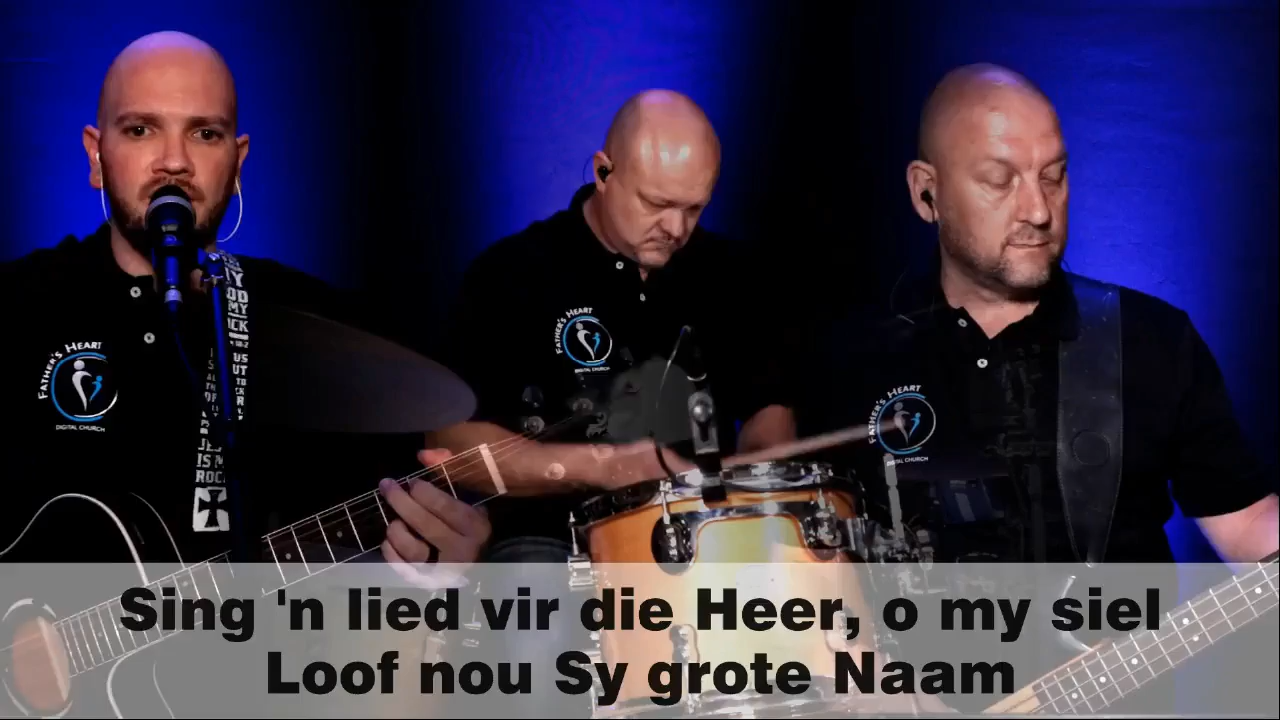 FATHER'S HEART
DIGITAL CHURCH
FATHER'S HEART
DIGITAL CHURCH
FATHER'S HEART
DIGITAL CHURCH
Sing 'n lied vir die Heer, o my siel
Loof nou Sy grote Naam